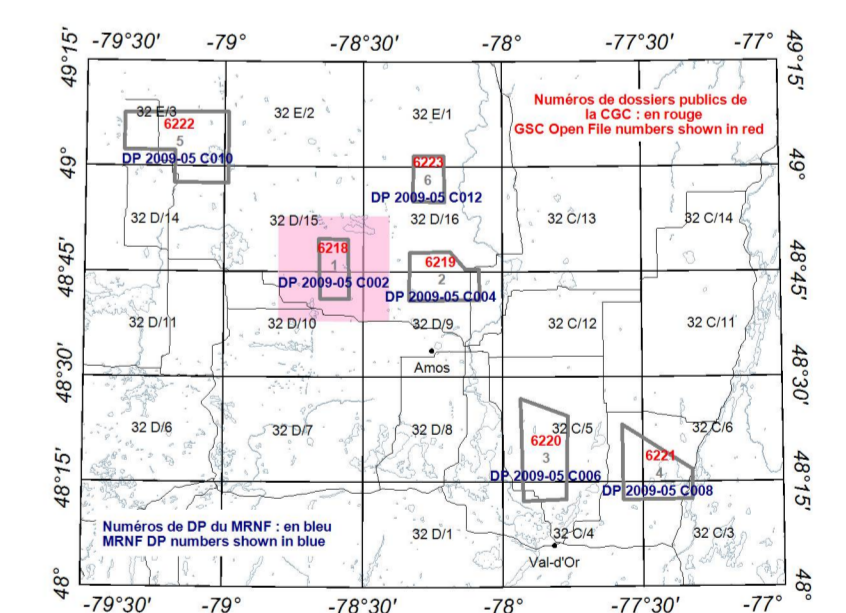 -79°30'
-79°
-78°30'
-78°
-77°30'
-77°
49°15'
49°15'
32 E/3
32 E/2
32 E/1
Numéros de dossiers publics de
la CGC : en rouge
GSC Open File numbers shown in red
6222
5
DP 2009-05 C010
49°
49°
6223
6
DP 2009-05 C012
32 D/14
32 D/15
32 D/16
32 C/13
32 C/14
6218
1
DP 2009-05 C002
6219
2
DP 2009-05 C004
48°45'
48°45'
32 D/11
32 D/10
32 D/9
32 C/12
32 C/11
Amos
48°30'
48°30'
32 D/6
32 D/7
32 D/8
32 C/5
32 C/6
6220
3
DP 2009-05 C006
6221
4
DP 2009-05 C008
48°15'
48°15'
Numéros de DP du MRNF : en bleu
MRNF DP numbers shown in blue
32 D/1
32 C/4
32 C/3
Val-d'Or
48°
48°
-79°30'
-79°
-78°30'
-78°
-77°30'
-77°